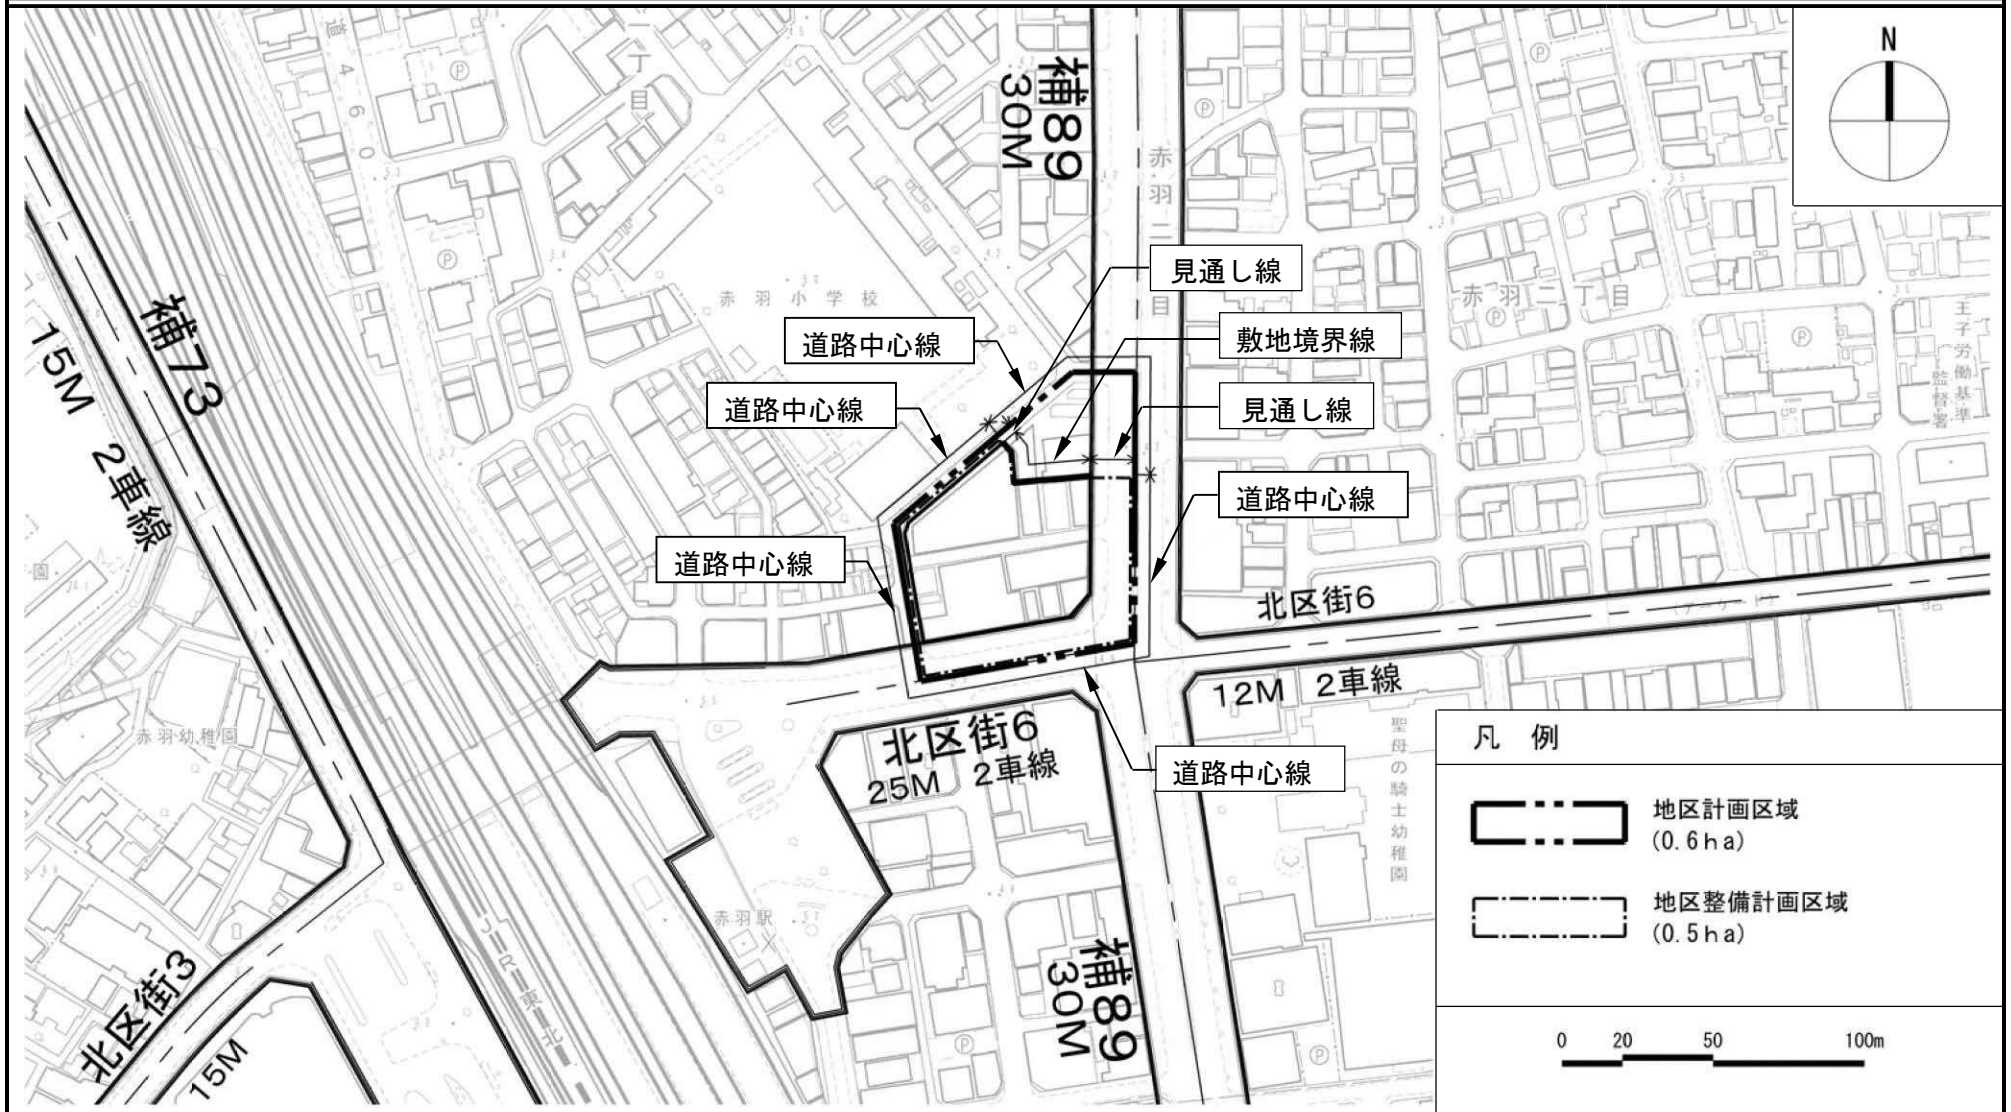 N
補89
30M
道460
一丁目
赤羽二丁目
見通し線
赤羽小学校
赤羽二丁目
道路中心線
敷地境界線
王子労働基準
監督署
補73
15M 2車線
道路中心線
見通し線
道路中心線
道路中心線
北区街6
12M 2車線
赤羽幼稚園
北区街6
25M 2車線
道路中心線
聖母の騎士幼稚園
赤羽駅
北区街3
15M
補89
30M
凡 例
地区計画区域
(0.6ha)
地区整備計画区域
(0.5ha)
0 20 50 100m